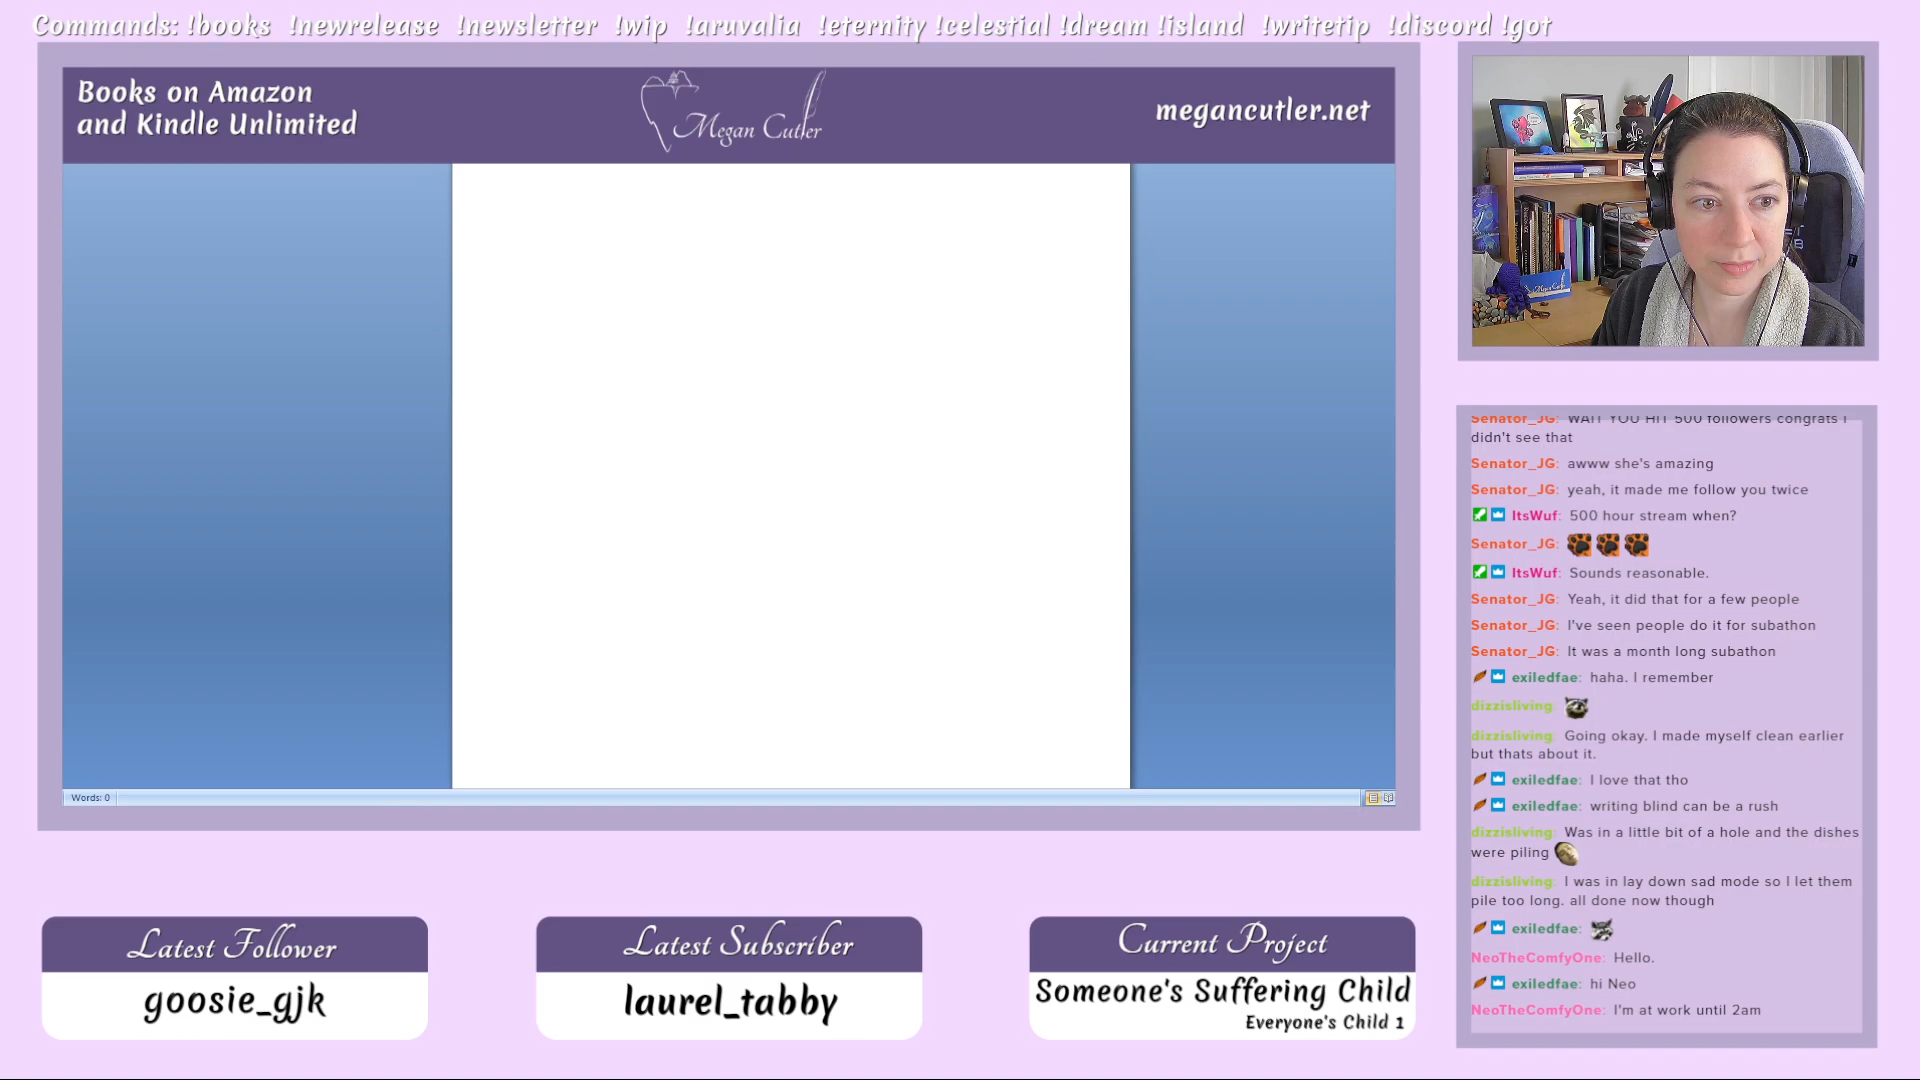 Commands: !books !newrelease !newsletter !wip !aruvalia !eternity !celestial !dream !island !writetip !discord !got
Books on Amazon
and Kindle Unlimited
Megan Cutler
megancutler.net
Words: 0
Senator_JG: WAIT YOU HIT 500 followers congrats I
didn't see that
Senator_JG: awww she's amazing
Senator_JG: yeah, it made me follow you twice
ItsWuf: 500 hour stream when?
Senator_JG:
ItsWuf: Sounds reasonable.
Senator_JG: Yeah, it did that for a few people
Senator_JG: I've seen people do it for subathon
Senator_JG: It was a month long subathon
exiledfae: haha. I remember
dizzisliving:
dizzisliving: Going okay. I made myself clean earlier
but thats about it.
exiledfae: I love that tho
exiledfae: writing blind can be a rush
dizzisliving: Was in a little bit of a hole and the dishes
were piling
dizzisliving: I was in lay down sad mode so I let them
pile too long. all done now though
exiledfae:
NeoTheComfyOne: Hello.
exiledfae: hi Neo
NeoTheComfyOne: I'm at work until 2am
Latest Follower
goosie_gjk
Latest Subscriber
laurel_tabby
Current Project
Someone's Suffering Child
Everyone's Child 1